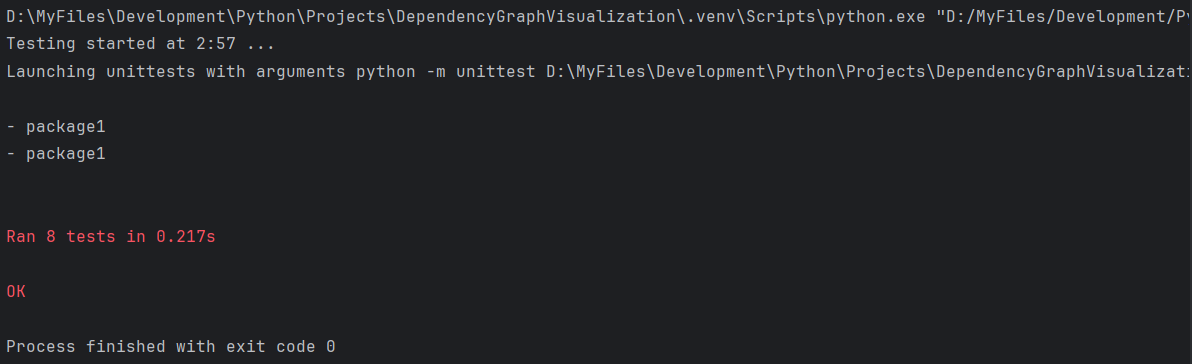 D:\MyFiles\Development\Python\Projects\DependencyGraphVisualization\.venv\Scripts\python.exe "D:/MyFiles/Development/Py
Testing started at 2:57 ...
Launching unittests with arguments python -m unittest D:\MyFiles\Development\Python\Projects\DependencyGraphVisualizati
- package1
- package1
Ran 8 tests in 0.217s
OK
Process finished with exit code 0